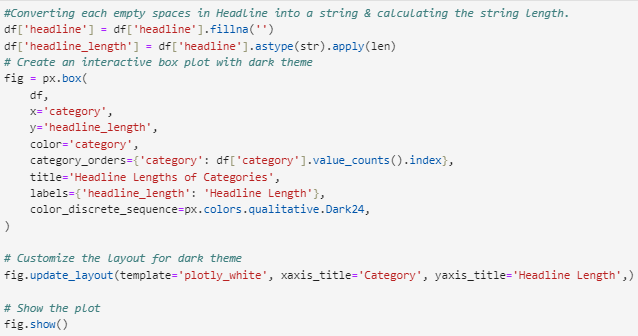 #Converting each empty spaces in Headline into a string & calculating the string length.
df['headline'] = df['headline'].fillna('')
df['headline_length'] = df['headline'].astype(str).apply(len)
# Create an interactive box plot with dark theme
fig = px.box(
    df,
    x='category',
    y='headline_length',
    color='category',
    category_orders={'category': df['category'].value_counts().index},
    title='Headline Lengths of Categories',
    labels={'headline_length': 'Headline Length'},
    color_discrete_sequence=px.colors.qualitative.Dark24,
)
# Customize the layout for dark theme
fig.update_layout(template='plotly_white', xaxis_title='Category', yaxis_title='Headline Length',)
# Show the plot
fig.show()